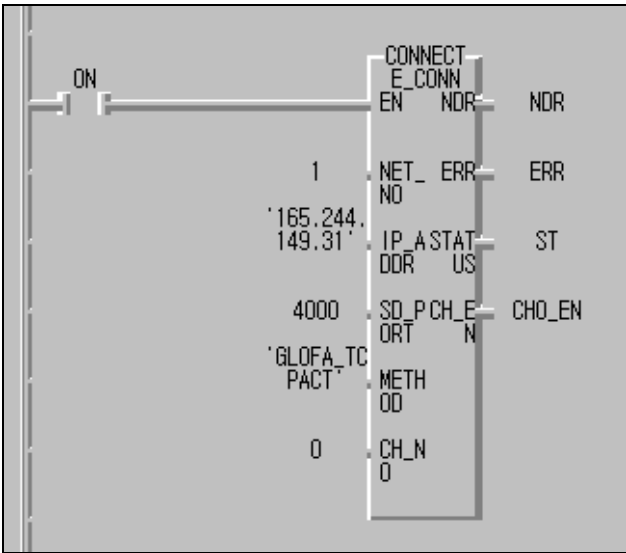 CONNECT
E_CONN
ON
EN NDR NDR
1 NET_ ERR ERR
NO
'165.244.
149.31' IP_A STAT ST
DDR US
4000 SD_P CH_E CH0_EN
ORT N
'GLOFA_TC
PACT' METH
OD
0 CH_N
O